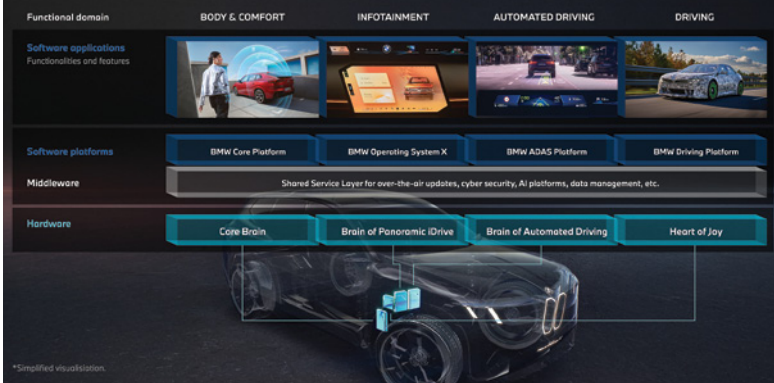 Functional domain
BODY & COMFORT
INFOTAINMENT
AUTOMATED DRIVING
DRIVING
Software applications
Functionalities and features
Software platforms
BMW Core Platform
BMW Operating System X
BMW ADAS Platform
BMW Driving Platform
Middleware
Shared Service Layer for over-the-air updates, cyber security, AI platforms, data management, etc.
Hardware
Core Brain
Brain of Panoramic iDrive
Brain of Automated Driving
Heart of Joy
*Simplified visualisiation.